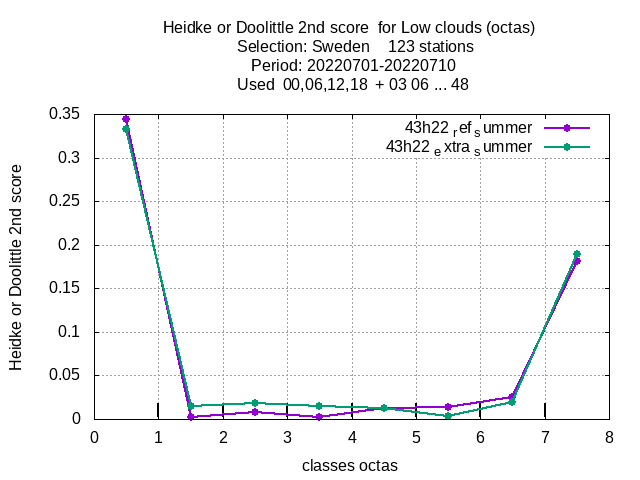 Heidke or Doolittle 2nd score  for Low clouds (octas)
Selection: Sweden    123 stations
Period: 20220701-20220710
Used  00,06,12,18  + 03 06 ... 48
43h22 ref summer
43h22 extra summer
Heidke or Doolittle 2nd score
0.35
0.3
0.25
0.2
0.15
0.1
0.05
0
0 1 2 3 4 5 6 7 8
classes octas